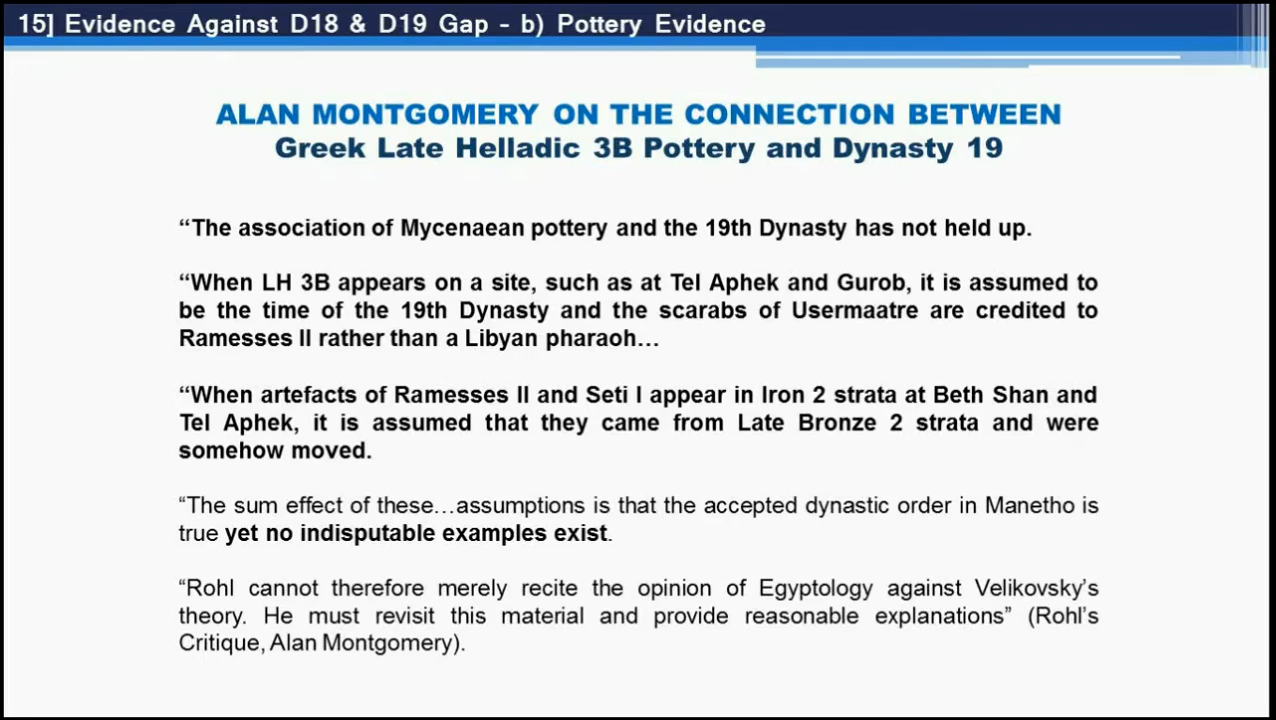 15] Evidence Against D18 & D19 Gap – b) Pottery Evidence
ALAN MONTGOMERY ON THE CONNECTION BETWEEN
Greek Late Helladic 3B Pottery and Dynasty 19
“The association of Mycenaean pottery and the 19th Dynasty has not held up.
“When LH 3B appears on a site, such as at Tel Aphek and Gurob, it is assumed to
be the time of the 19th Dynasty and the scarabs of Usermaatre are credited to
Ramesses II rather than a Libyan pharaoh…
“When artefacts of Ramesses II and Seti I appear in Iron 2 strata at Beth Shan and
Tel Aphek, it is assumed that they came from Late Bronze 2 strata and were
somehow moved.
“The sum effect of these…assumptions is that the accepted dynastic order in Manetho is
true yet no indisputable examples exist.
“Rohl cannot therefore merely recite the opinion of Egyptology against Velikovsky’s
theory. He must revisit this material and provide reasonable explanations” (Rohl’s
Critique, Alan Montgomery).